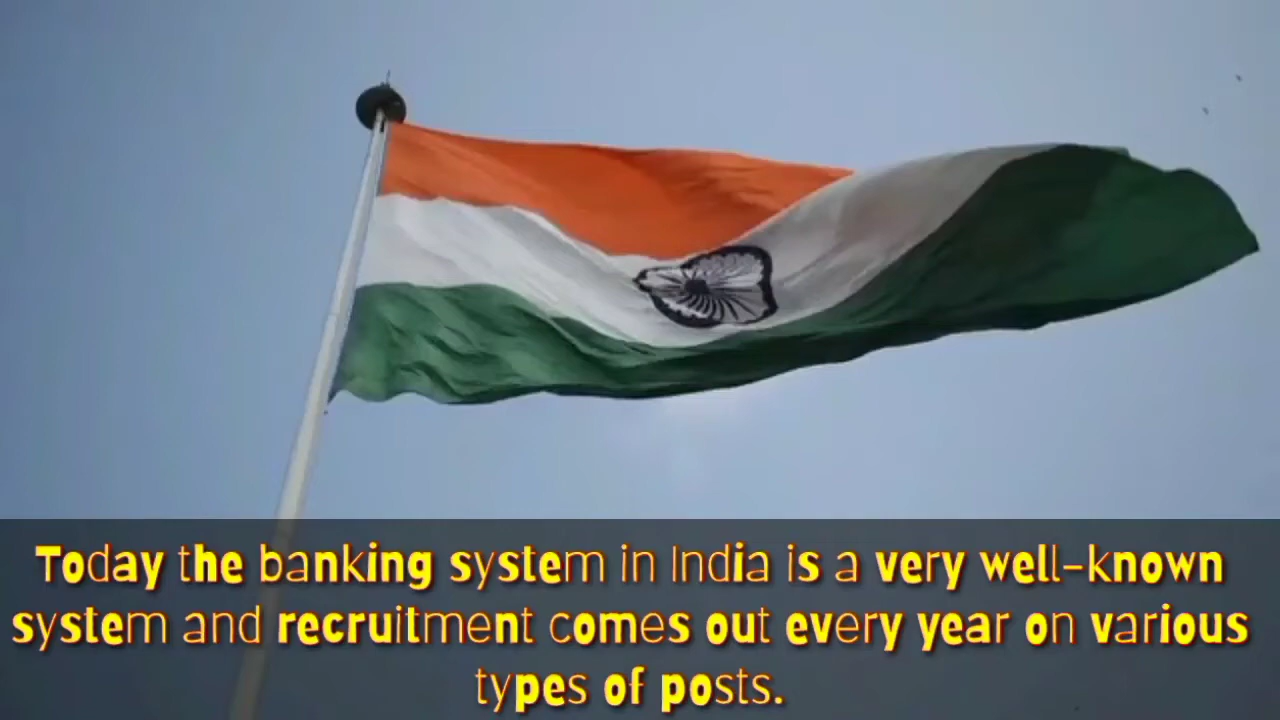 Today the banking system in India is a very well-known
system and recruitment comes out every year on various
types of posts.